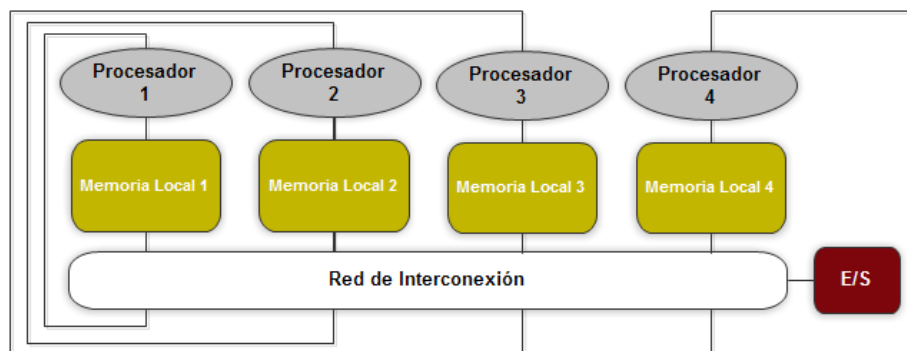 Procesador
1
Procesador
2
Procesador
3
Procesador
4
Memoria Local 1
Memoria Local 2
Memoria Local 3
Memoria Local 4
Red de Interconexión
E/S